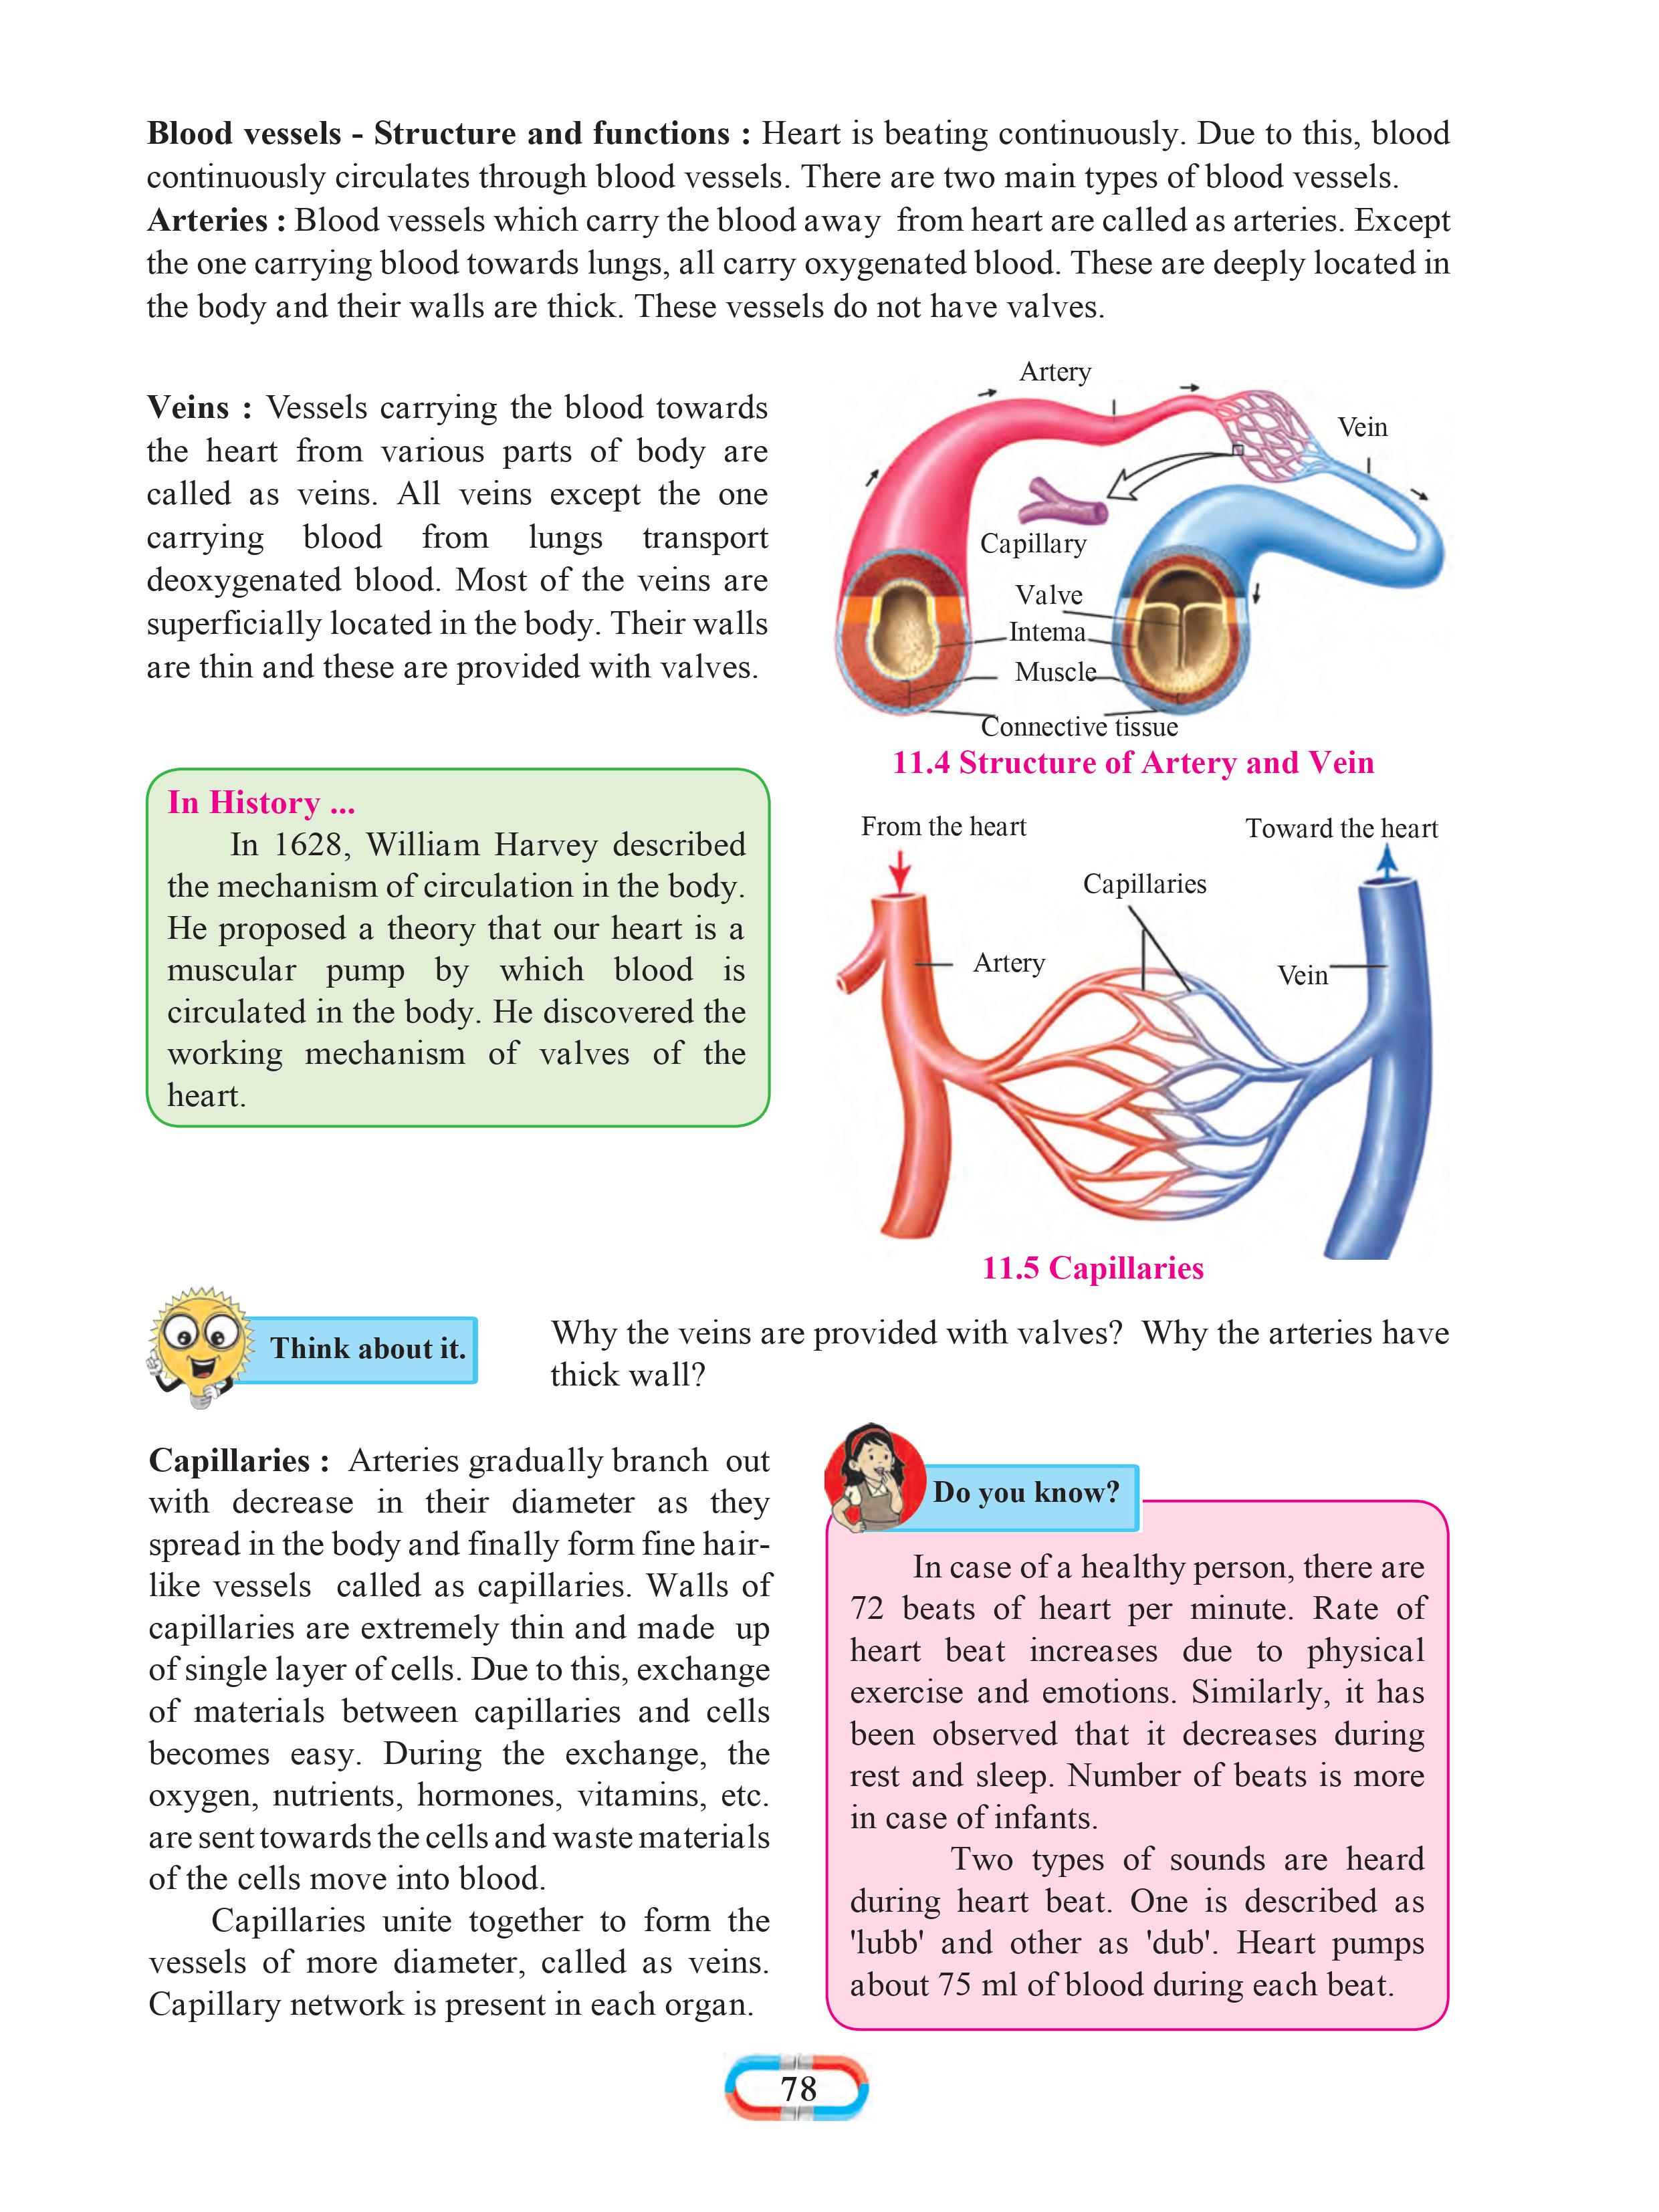 Blood vessels - Structure and functions : Heart is beating continuously. Due to this, blood
continuously circulates through blood vessels. There are two main types of blood vessels.
Arteries : Blood vessels which carry the blood away from heart are called as arteries. Except
the one carrying blood towards lungs, all carry oxygenated blood. These are deeply located in
the body and their walls are thick. These vessels do not have valves.
Veins : Vessels carrying the blood towards
the heart from various parts of body are
called as veins. All veins except the one
carrying blood from lungs transport
deoxygenated blood. Most of the veins are
superficially located in the body. Their walls
are thin and these are provided with valves.
Artery
Vein
Capillary
Valve
Intema
Muscle
Connective tissue
11.4 Structure of Artery and Vein
In History ...
In 1628, William Harvey described
the mechanism of circulation in the body.
He proposed a theory that our heart is a
muscular pump by which blood is
circulated in the body. He discovered the
working mechanism of valves of the
heart.
From the heart
Toward the heart
Capillaries
Artery
Vein
11.5 Capillaries
Think about it.
Why the veins are provided with valves? Why the arteries have
thick wall?
Capillaries : Arteries gradually branch out
with decrease in their diameter as they
spread in the body and finally form fine hair-
like vessels called as capillaries. Walls of
capillaries are extremely thin and made up
of single layer of cells. Due to this, exchange
of materials between capillaries and cells
becomes easy. During the exchange, the
oxygen, nutrients, hormones, vitamins, etc.
are sent towards the cells and waste materials
of the cells move into blood.
Capillaries unite together to form the
vessels of more diameter, called as veins.
Capillary network is present in each organ.
Do you know?
In case of a healthy person, there are
72 beats of heart per minute. Rate of
heart beat increases due to physical
exercise and emotions. Similarly, it has
been observed that it decreases during
rest and sleep. Number of beats is more
in case of infants.
Two types of sounds are heard
during heart beat. One is described as
'lubb' and other as 'dub'. Heart pumps
about 75 ml of blood during each beat.
78